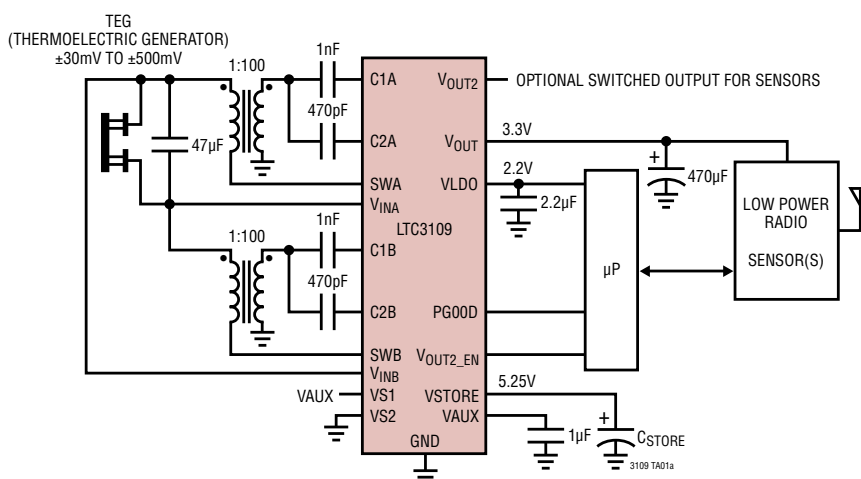 TEG
(THERMOELECTRIC GENERATOR)
±30mV TO ±500mV
1:100
1nF
470pF
47µF
C1A
C2A
SWA
VINA
LTC3109
VOUT2
OPTIONAL SWITCHED OUTPUT FOR SENSORS
VOUT
3.3V
VLDO
2.2V
2.2µF
470µF
LOW POWER
RADIO
SENSOR(S)
µP
1:100
1nF
470pF
C1B
C2B
SWB
VINB
PG00D
VOUT2_EN
VAUX
VS1
VS2
VSTORE
5.25V
VAUX
1µF
CSTORE
GND
+
+
3109 TA01a